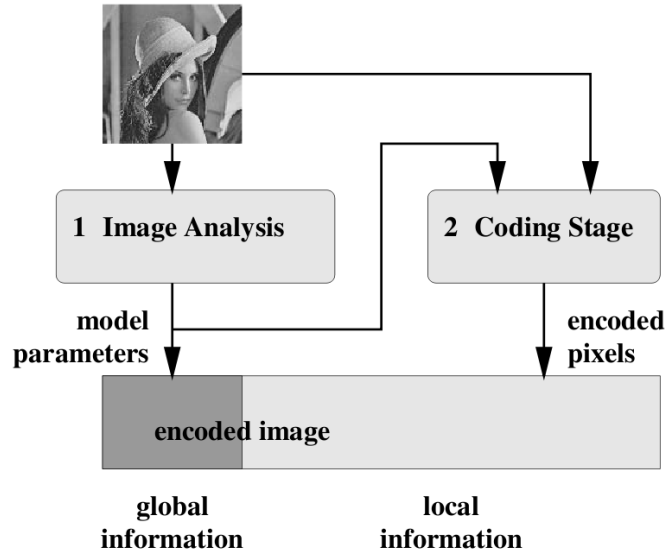 1 Image Analysis
2 Coding Stage
model
parameters
encoded
pixels
encoded image
global
information
local
information